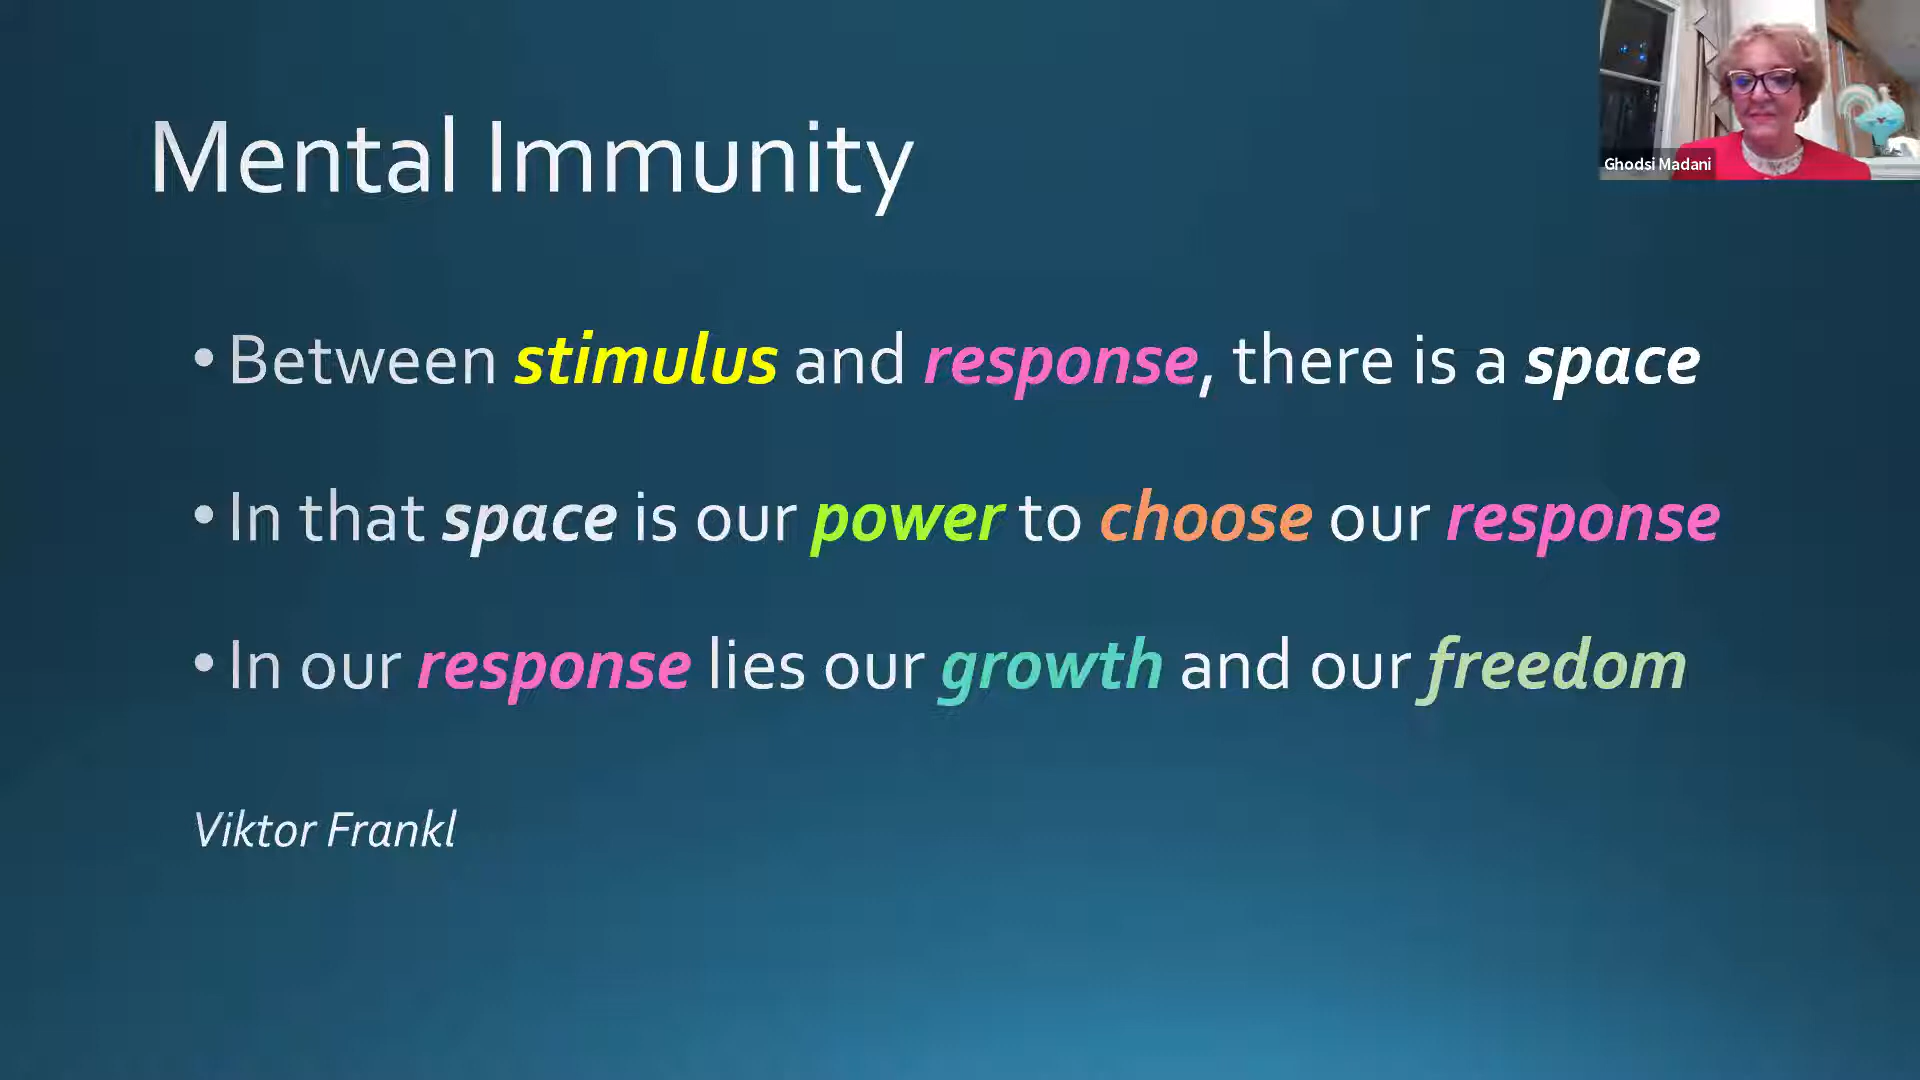 Mental Immunity
Ghodsi Madani
• Between stimulus and response, there is a space
• In that space is our power to choose our response
• In our response lies our growth and our freedom
Viktor Frankl